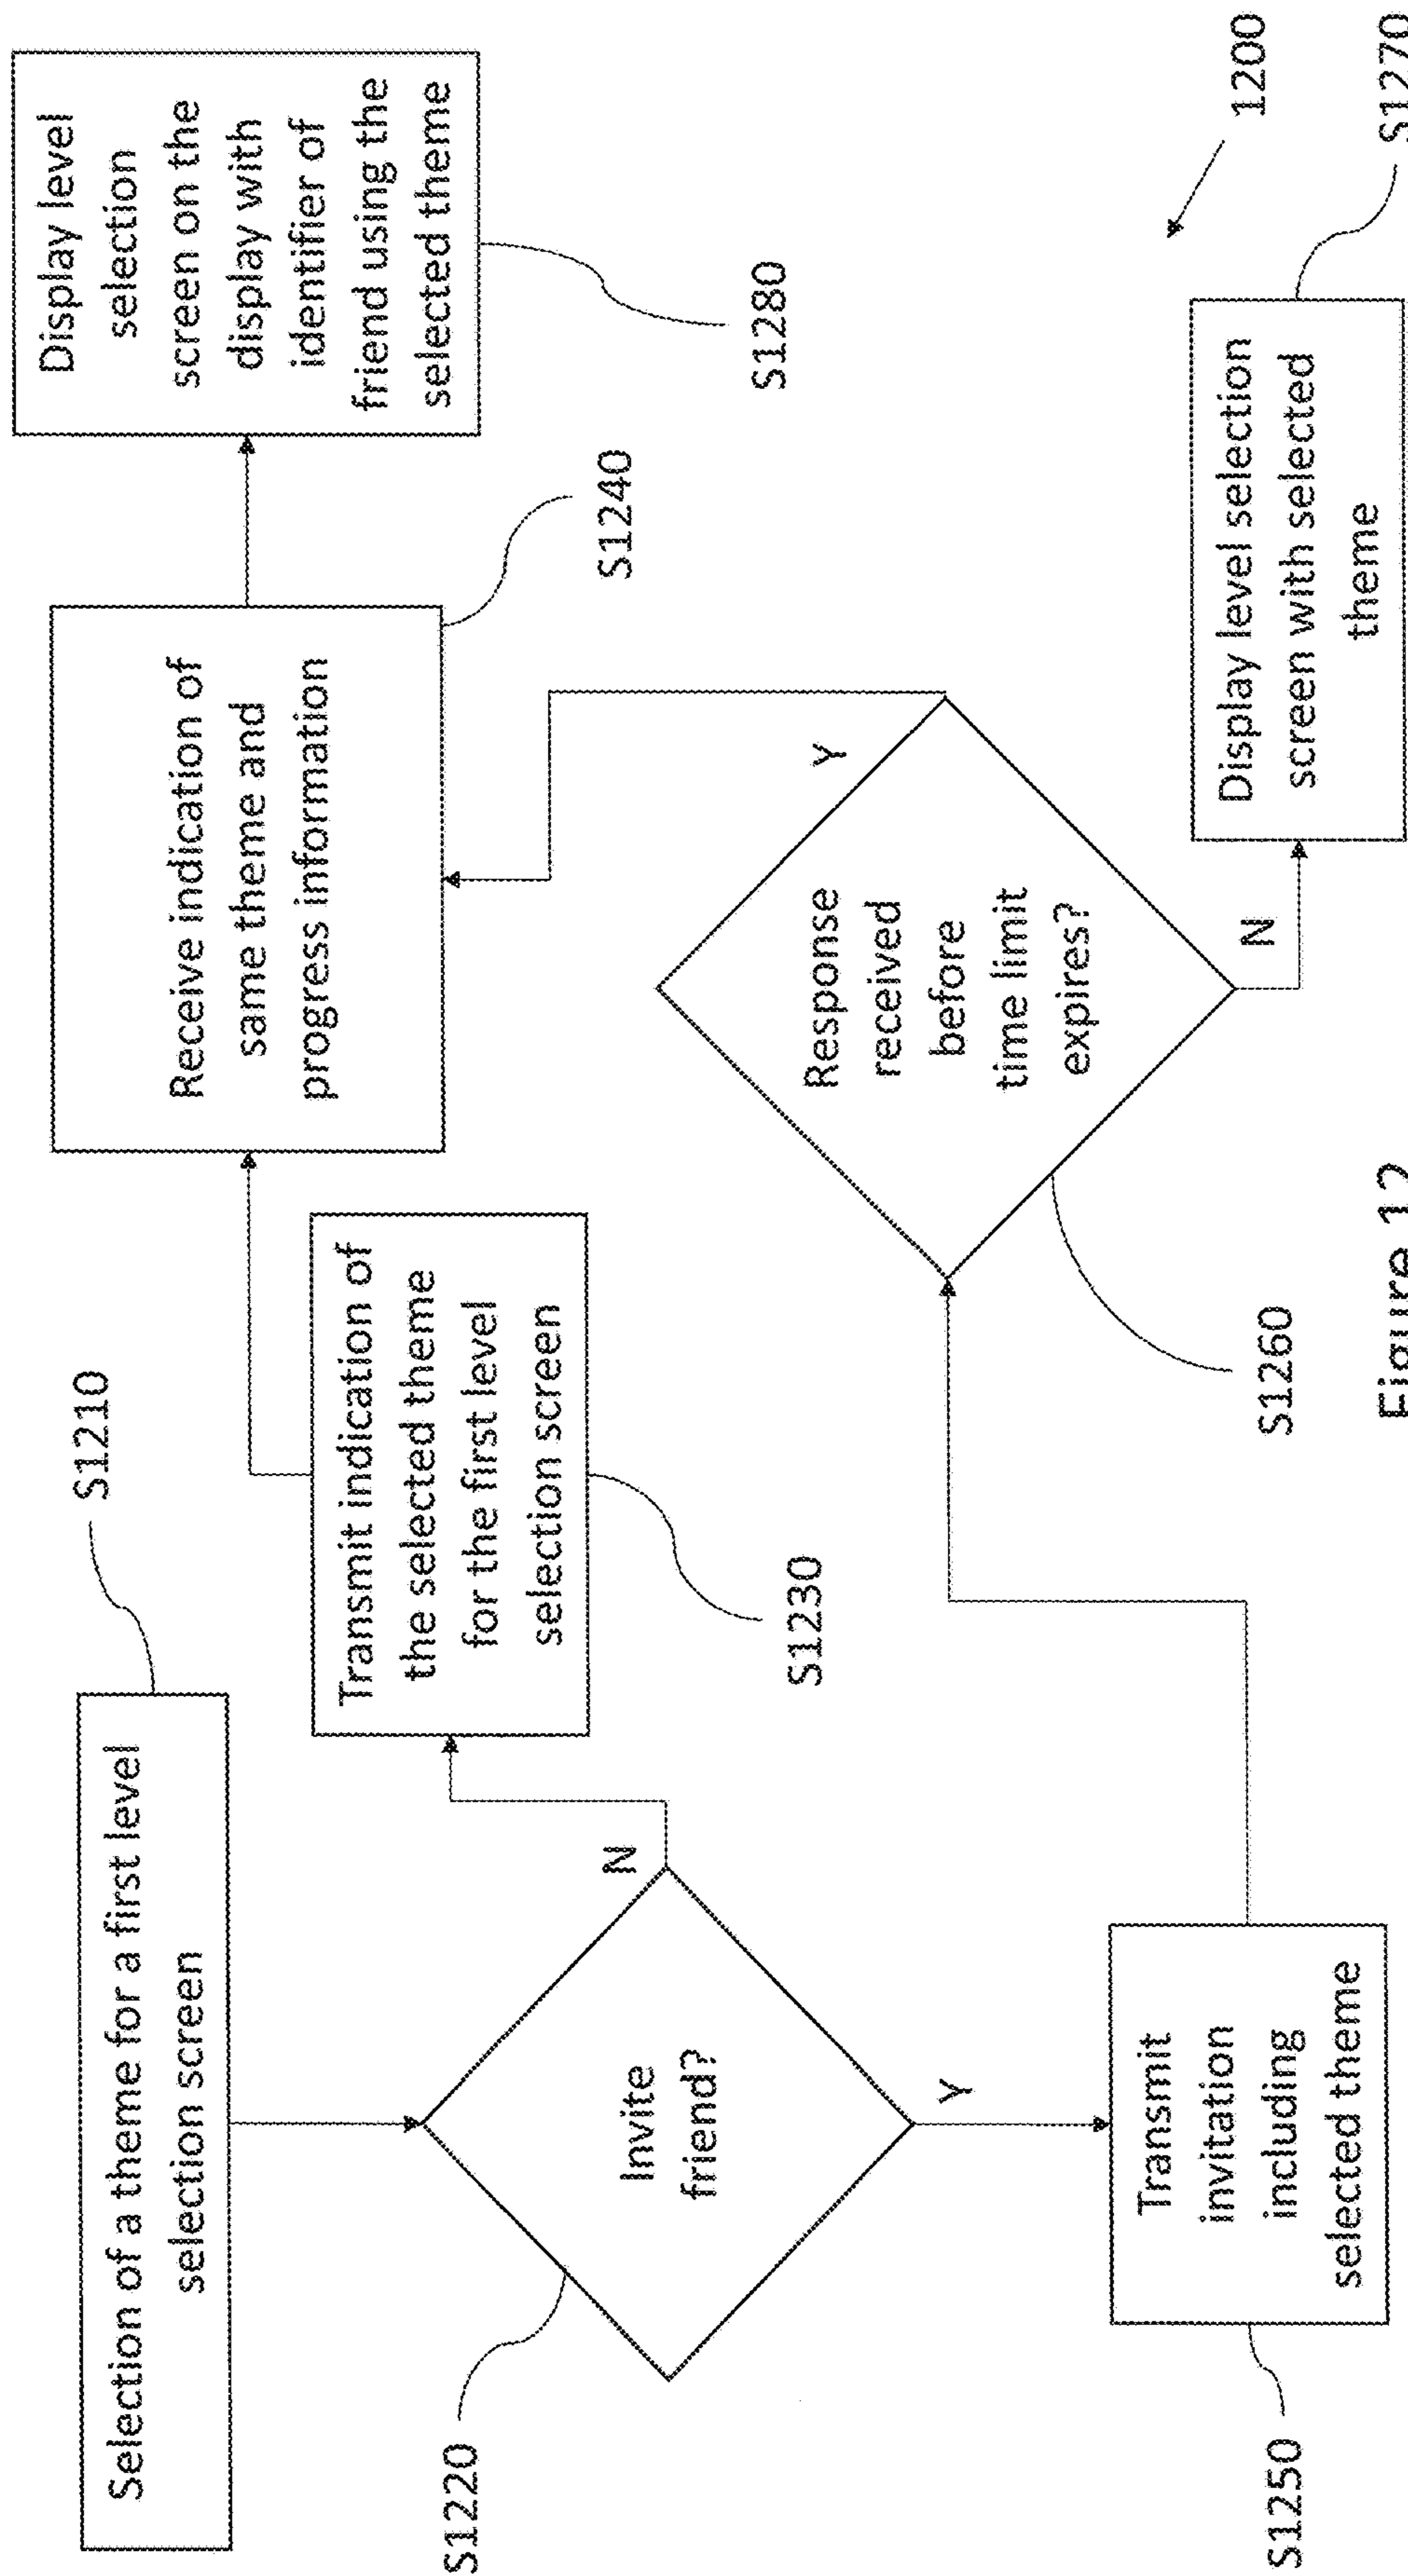 Selection of a theme for a first level
selection screen
S1210
Invite
friend?
S1220
N
Y
Transmit indication of
the selected theme
for the first level
selection screen
S1230
Receive indication of
same theme and
progress information
S1240
Display level
selection
screen on the
display with
identifier of
friend using the
selected theme
S1280
Transmit
invitation
including
selected theme
S1250
Response
received
before
time limit
expires?
S1260
Y
N
Display level selection
screen with selected
theme
S1270
1200
Figure 12